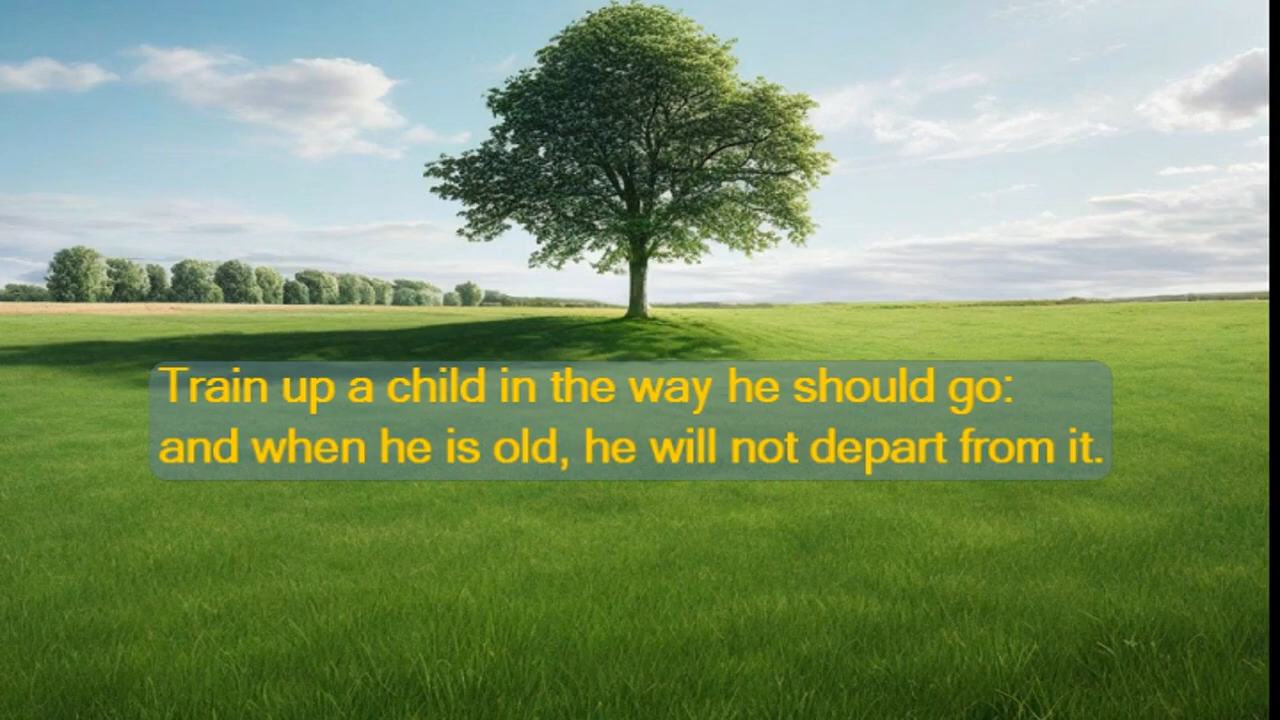 Train up a child in the way he should go:
and when he is old, he will not depart from it.